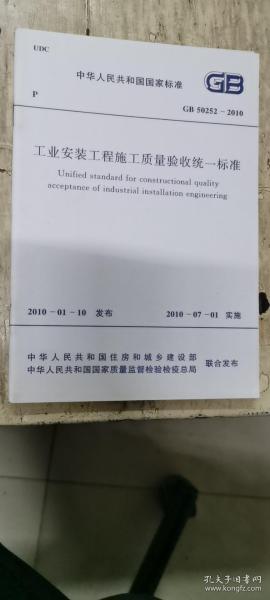 UDC
中华人民共和国国家标准
GB
P
GB 50252－2010
工业安装工程施工质量验收统一标准
Unified standard for constructional quality
acceptance of industrial installation engineering
2010－01－10 发布
2010－07－01 实施
中华人民共和国住房和城乡建设部
中华人民共和国国家质量监督检验检疫总局
联合发布
孔夫子旧书网
www.kongfz.com